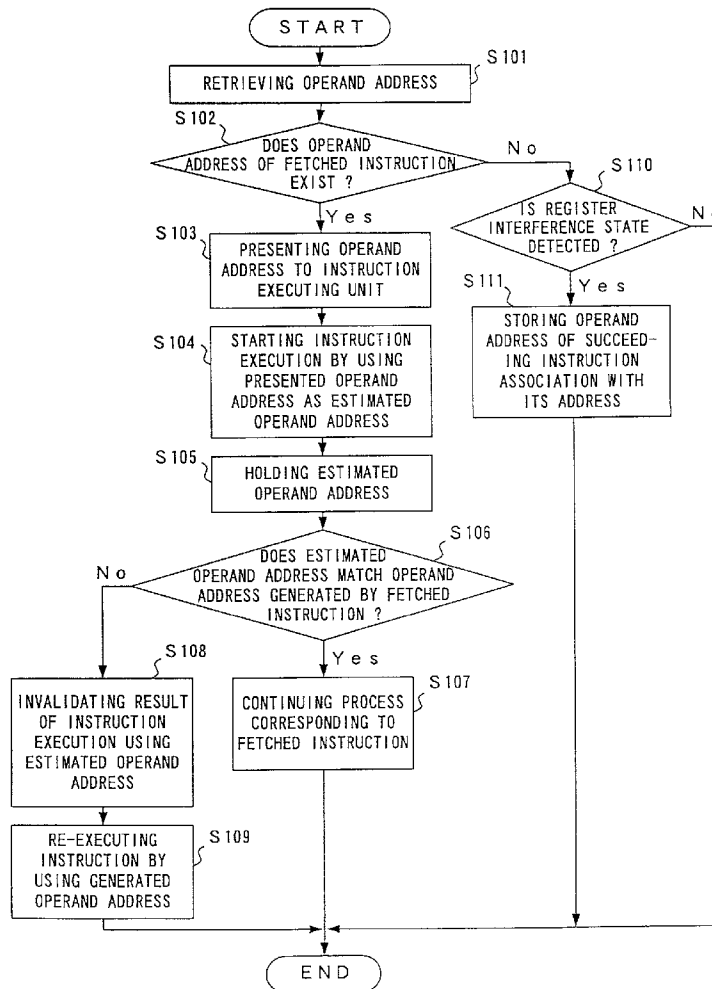 START
S101
RETRIEVING OPERAND ADDRESS
S102
DOES OPERAND
ADDRESS OF FETCHED INSTRUCTION
EXIST ?
No
Yes
S110
IS REGISTER
INTERFERENCE STATE
DETECTED ?
No
Yes
S103
PRESENTING OPERAND
ADDRESS TO INSTRUCTION
EXECUTING UNIT
S111
STORING OPERAND
ADDRESS OF SUCCEED-
ING INSTRUCTION
ASSOCIATION WITH
ITS ADDRESS
S104
STARTING INSTRUCTION
EXECUTION BY USING
PRESENTED OPERAND
ADDRESS AS ESTIMATED
OPERAND ADDRESS
S105
HOLDING ESTIMATED
OPERAND ADDRESS
S106
DOES ESTIMATED
OPERAND ADDRESS MATCH OPERAND
ADDRESS GENERATED BY FETCHED
INSTRUCTION ?
No
Yes
S108
INVALIDATING RESULT
OF INSTRUCTION
EXECUTION USING
ESTIMATED OPERAND
ADDRESS
S107
CONTINUING PROCESS
CORRESPONDING TO
FETCHED INSTRUCTION
S109
RE-EXECUTING
INSTRUCTION BY
USING GENERATED
OPERAND ADDRESS
END